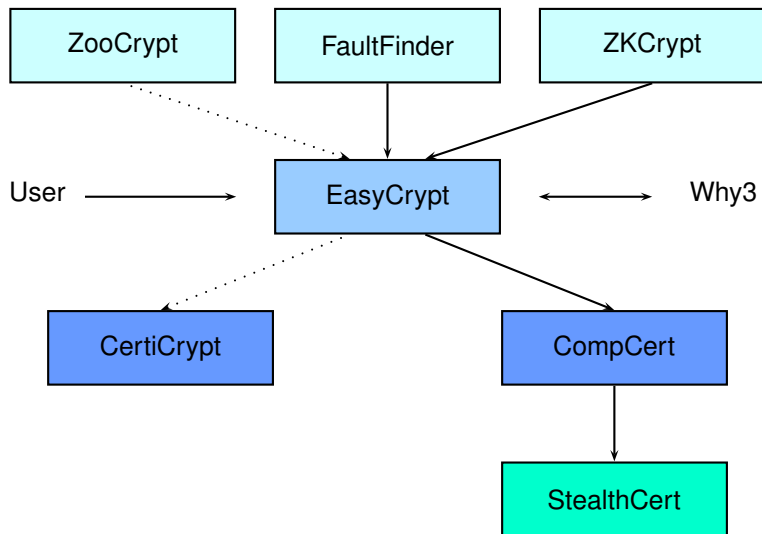 ZooCrypt
FaultFinder
ZKCrypt
User
EasyCrypt
Why3
CertiCrypt
CompCert
StealthCert